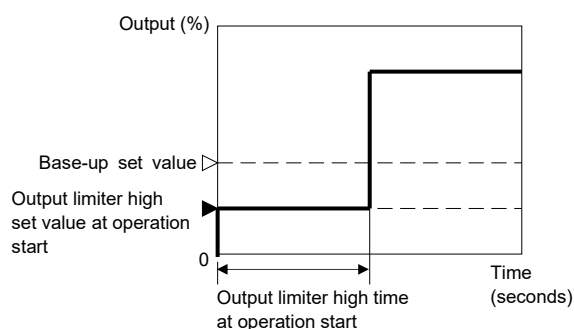 Output (%)
Base-up set value
Output limiter high
set value at operation
start
0
Time
(seconds)
Output limiter high time
at operation start